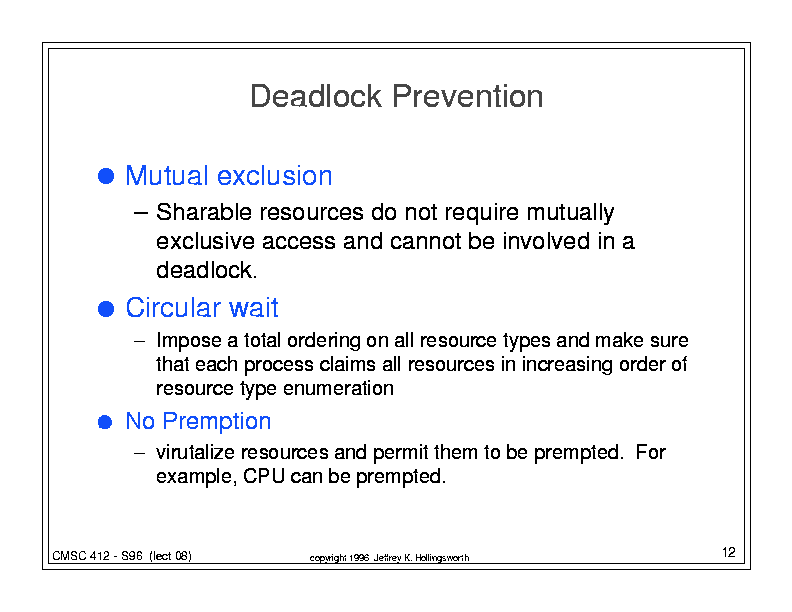 Deadlock Prevention
● Mutual exclusion
– Sharable resources do not require mutually
exclusive access and cannot be involved in a
deadlock.
● Circular wait
– Impose a total ordering on all resource types and make sure
that each process claims all resources in increasing order of
resource type enumeration
● No Premption
– virutalize resources and permit them to be prempted. For
example, CPU can be prempted.
CMSC 412 - S96 (lect 08)
copyright 1996 Jeffrey K. Hollingsworth
12